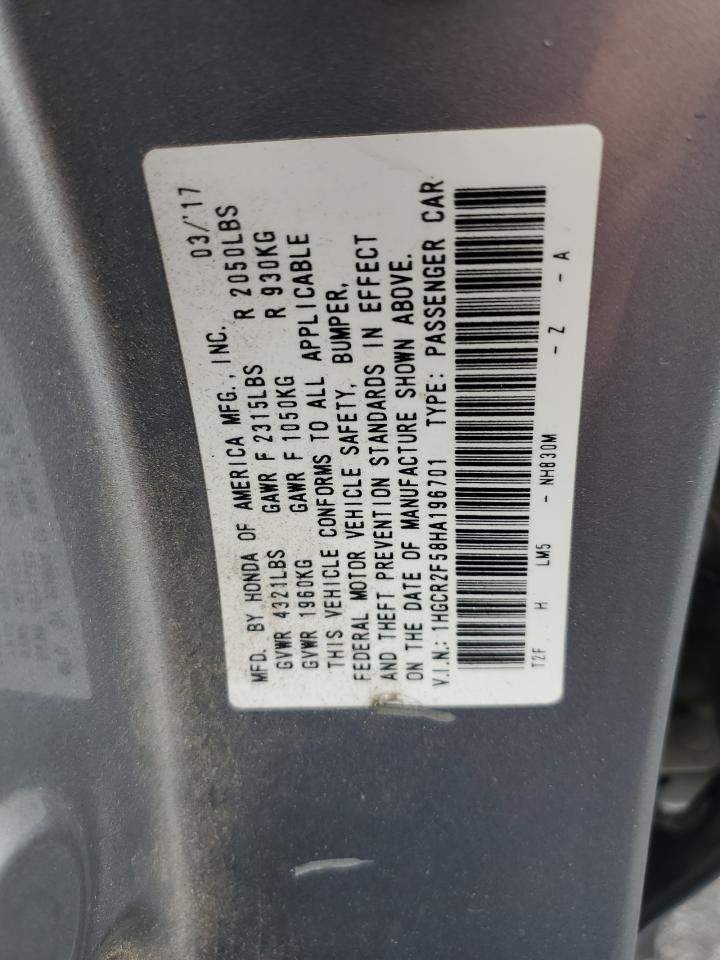 03/'17
MFD. BY HONDA OF AMERICA MFG., INC.
GVWR 4321LBS GAWR F 2315LBS R 2050LBS
GVWR 1960KG GAWR F 1050KG R 930KG
THIS VEHICLE CONFORMS TO ALL APPLICABLE
FEDERAL MOTOR VEHICLE SAFETY, BUMPER,
AND THEFT PREVENTION STANDARDS IN EFFECT
ON THE DATE OF MANUFACTURE SHOWN ABOVE.
V.I.N.: 1HGCR2F58HA196701 TYPE: PASSENGER CAR
T2F H LM5 - NH830M - Z - A